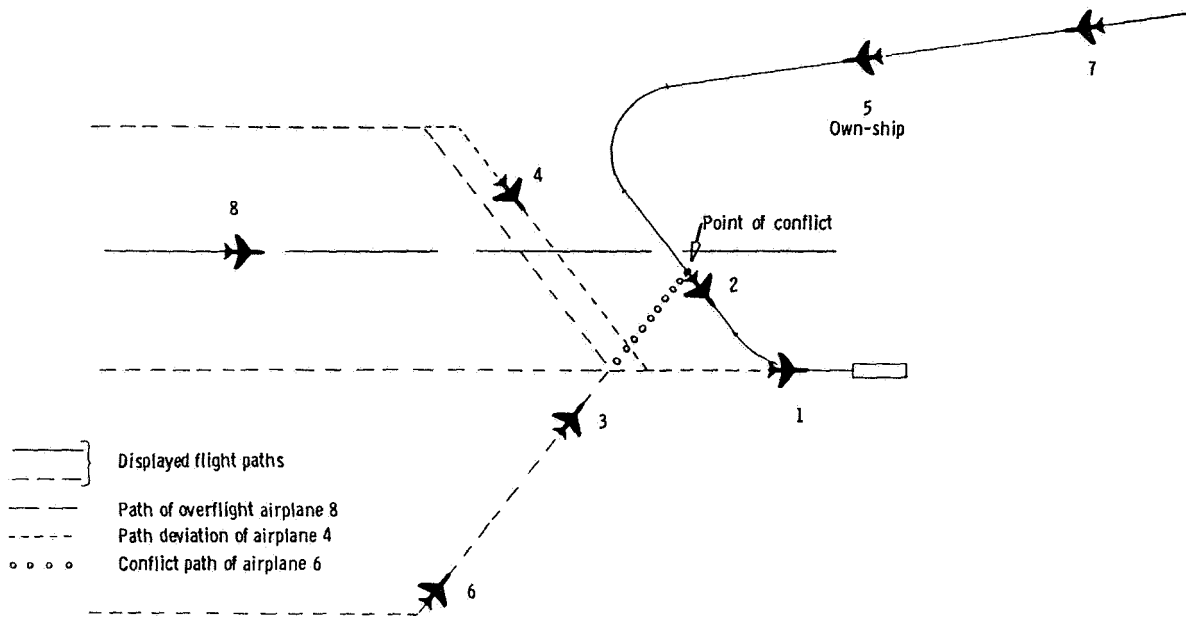 7
5
Own-ship
4
8
Point of conflict
2
3
1
Displayed flight paths
Path of overflight airplane 8
Path deviation of airplane 4
Conflict path of airplane 6
6